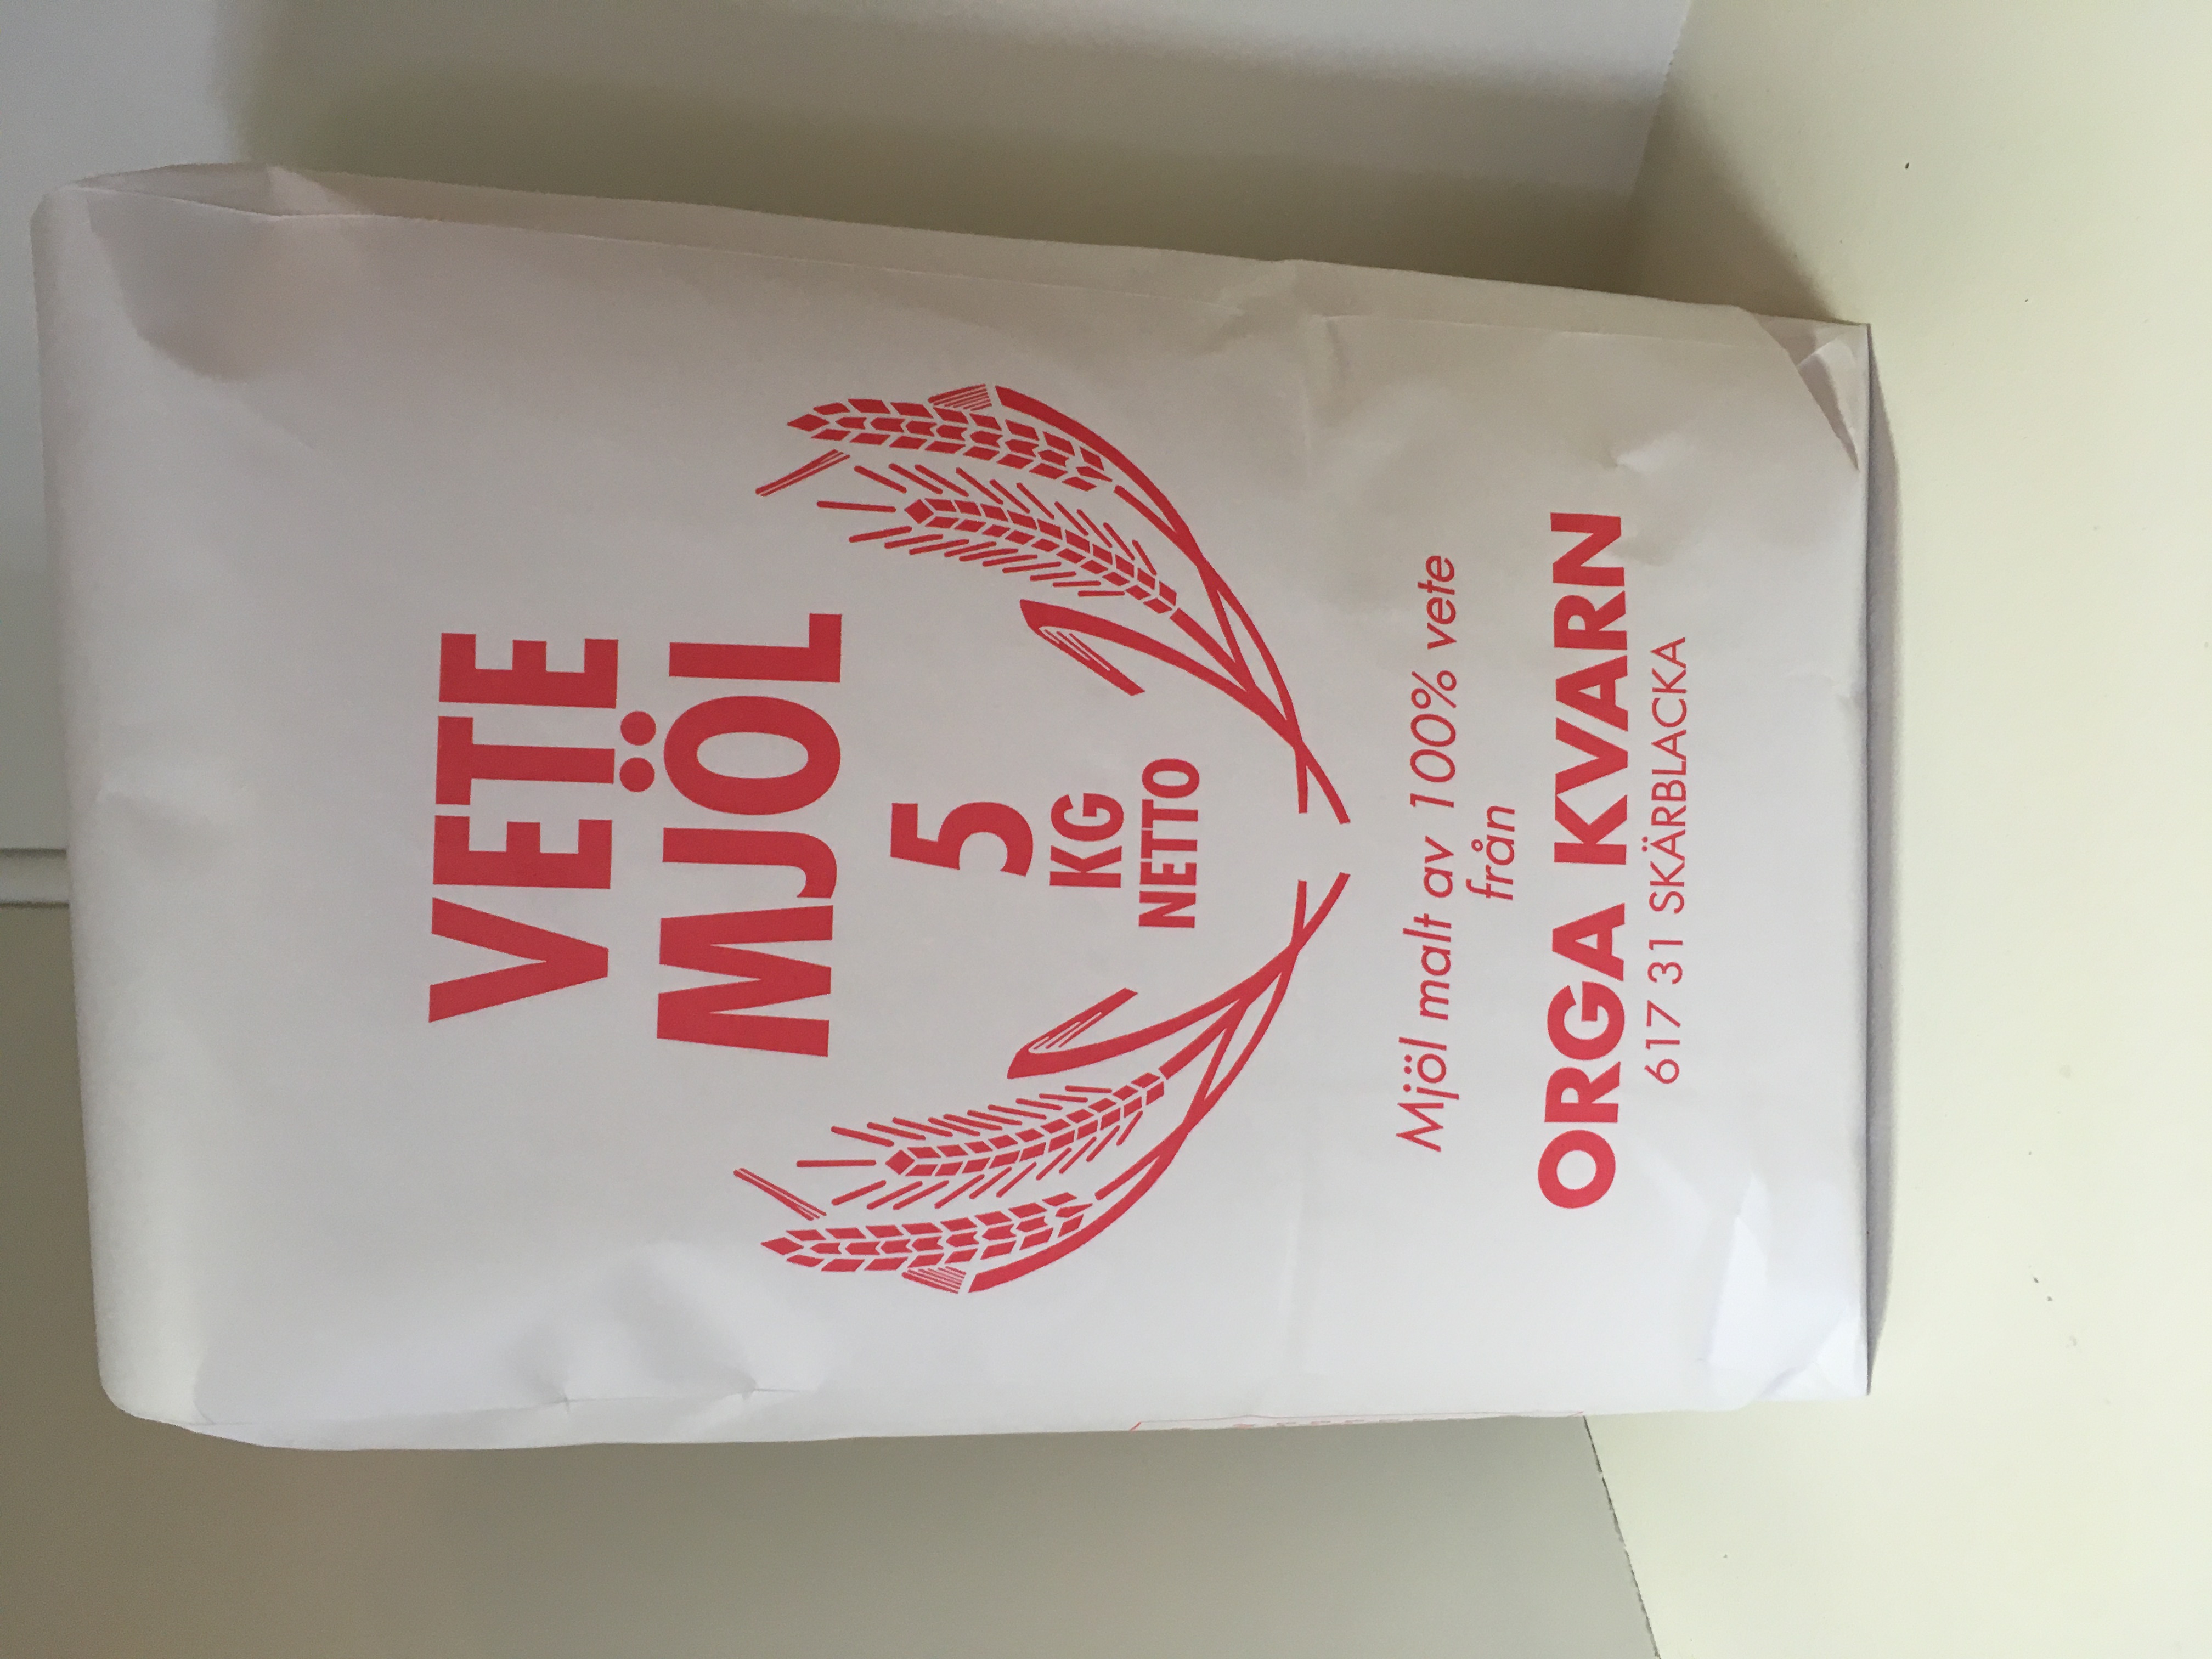 VETE
MJÖL
5
KG
NETTO
Mjöl malt av 100% vete
från
ORGA KVARN
617 31 SKÄRBLACKA